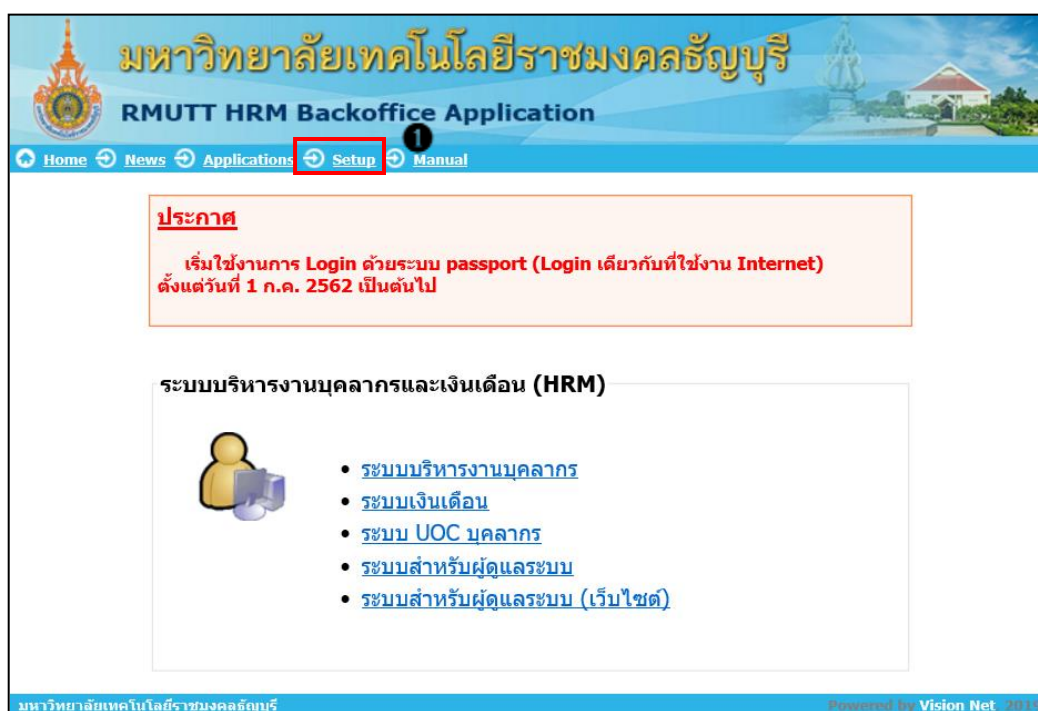 มหาวิทยาลัยเทคโนโลยีราชมงคลธัญบุรี
RMUTT HRM Backoffice Application
❶
Home News Applications Setup Manual
ประกาศ
เริ่มใช้งานการ Login ด้วยระบบ passport (Login เดียวกับที่ใช้งาน Internet)
ตั้งแต่วันที่ 1 ก.ค. 2562 เป็นต้นไป
ระบบบริหารงานบุคลากรและเงินเดือน (HRM)
• ระบบบริหารงานบุคลากร
• ระบบเงินเดือน
• ระบบ UOC บุคลากร
• ระบบสำหรับผู้ดูแลระบบ
• ระบบสำหรับผู้ดูแลระบบ (เว็บไซต์)
มหาวิทยาลัยเทคโนโลยีราชมงคลธัญบุรี Powered by Vision Net, 2019